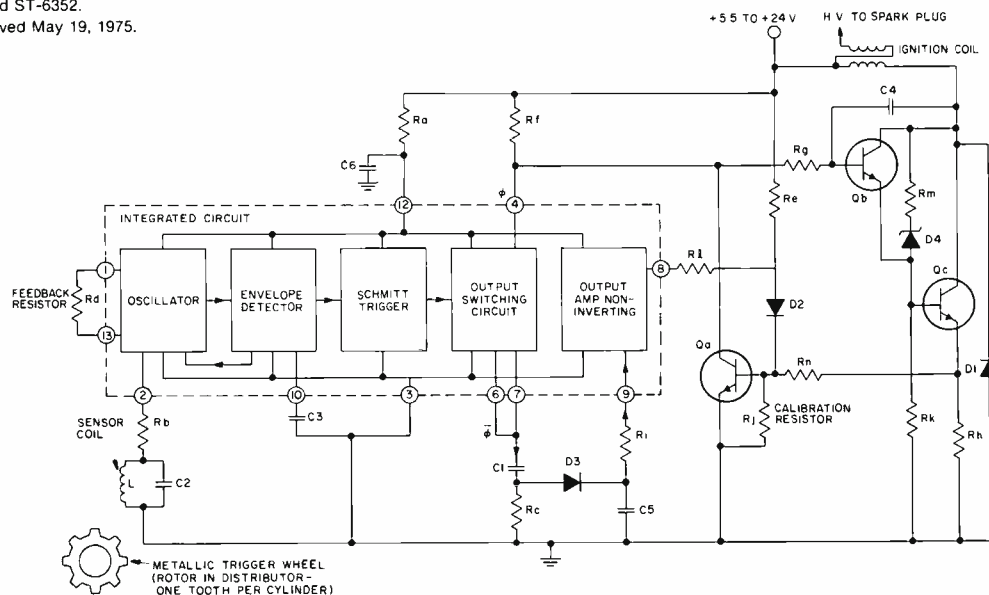 d ST-6352.
ved May 19, 1975.
+5.5 TO +24 V
H V TO SPARK PLUG
IGNITION COIL
C4
Ra
Rf
Rg
Qb
Rm
D4
C6
Re
ϕ
12
4
INTEGRATED CIRCUIT
1
FEEDBACK
RESISTOR
Rd
13
OSCILLATOR
ENVELOPE
DETECTOR
SCHMITT
TRIGGER
OUTPUT
SWITCHING
CIRCUIT
OUTPUT
AMP NON-
INVERTING
8
Rl
D2
Qc
Qa
Rn
D1
2
10
3
6
7
9
SENSOR
COIL
Rb
C3
ϕ̅
Ri
Rj
CALIBRATION
RESISTOR
Rk
Rh
L
C2
C1
D3
Rc
C5
METALLIC TRIGGER WHEEL
(ROTOR IN DISTRIBUTOR-
ONE TOOTH PER CYLINDER)